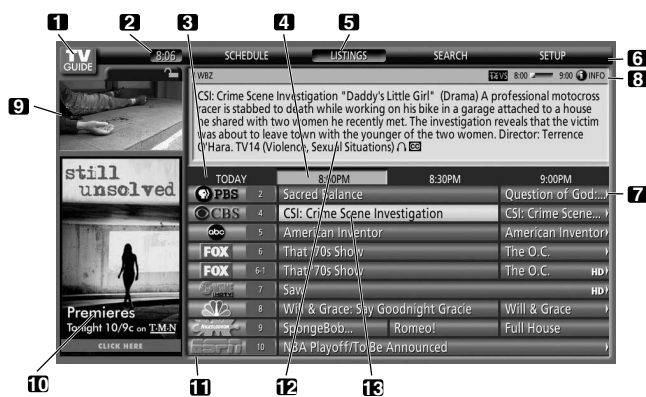 1 2 3 4 5 6 7 8 9 10 11 12 13
TV
GUIDE
8:06
SCHEDULE LISTINGS SEARCH SETUP
WBZ 14 VS 8:00 9:00 i INFO
CSI: Crime Scene Investigation "Daddy's Little Girl" (Drama) A professional motocross
racer is stabbed to death while working on his bike in a garage attached to a house
he shared with two women he recently met. The investigation reveals that the victim
was about to leave town with the younger of the two women. Director: Terrence
O'Hara. TV14 (Violence, Sexual Situations) CC
TODAY 8:00PM 8:30PM 9:00PM
PBS 2 Sacred Balance Question of God:...
CBS 4 CSI: Crime Scene Investigation CSI: Crime Scene...
abc 5 American Inventor American Inventor
FOX 6 That '70s Show The O.C.
FOX 6-1 That '70s Show The O.C. HD
HDTV 7 Saw HD
8 Will & Grace: Say Goodnight Gracie Will & Grace
NICKELODEON 9 SpongeBob... Romeo! Full House
ESPN 10 NBA Playoff/To Be Announced
still
unsolved
Premieres
Tonight 10/9c on T·M·N
CLICK HERE